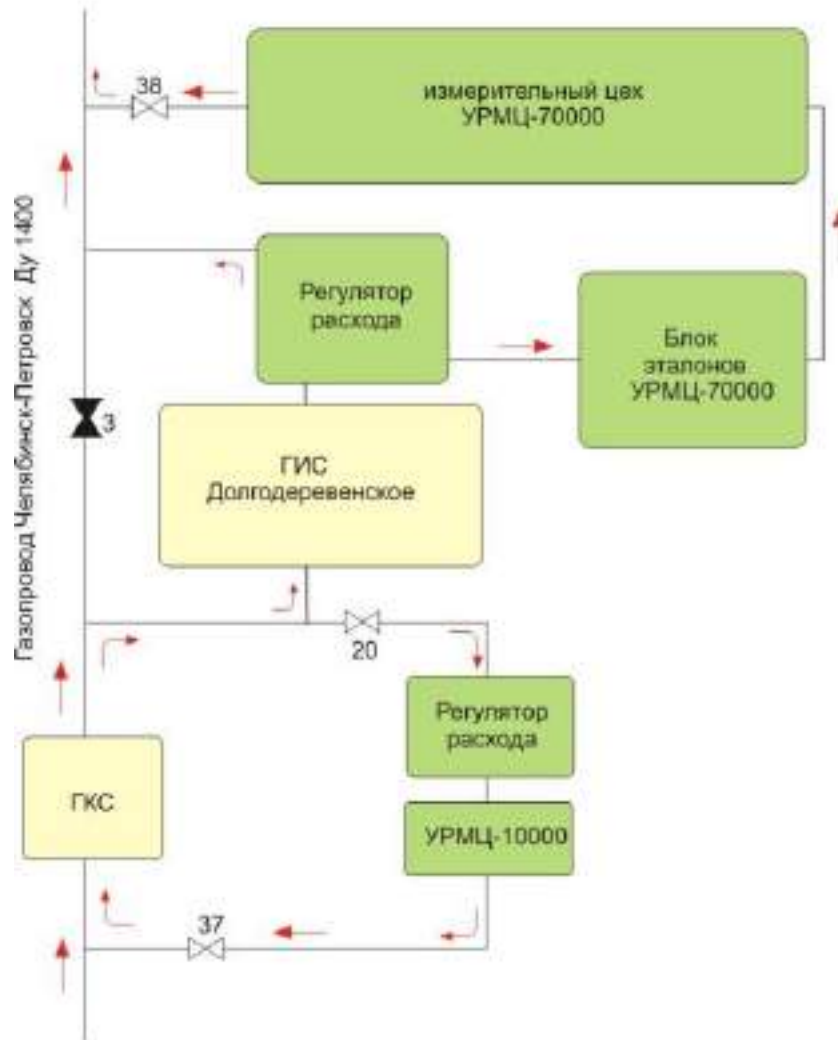 38
измерительный цех
УРМЦ-70000
Газопровод Челябинск-Петровск Ду 1400
Регулятор
расхода
Блок
эталонов
УРМЦ-70000
3
ГИС
Долгодеревенское
20
Регулятор
расхода
ГКС
УРМЦ-10000
37